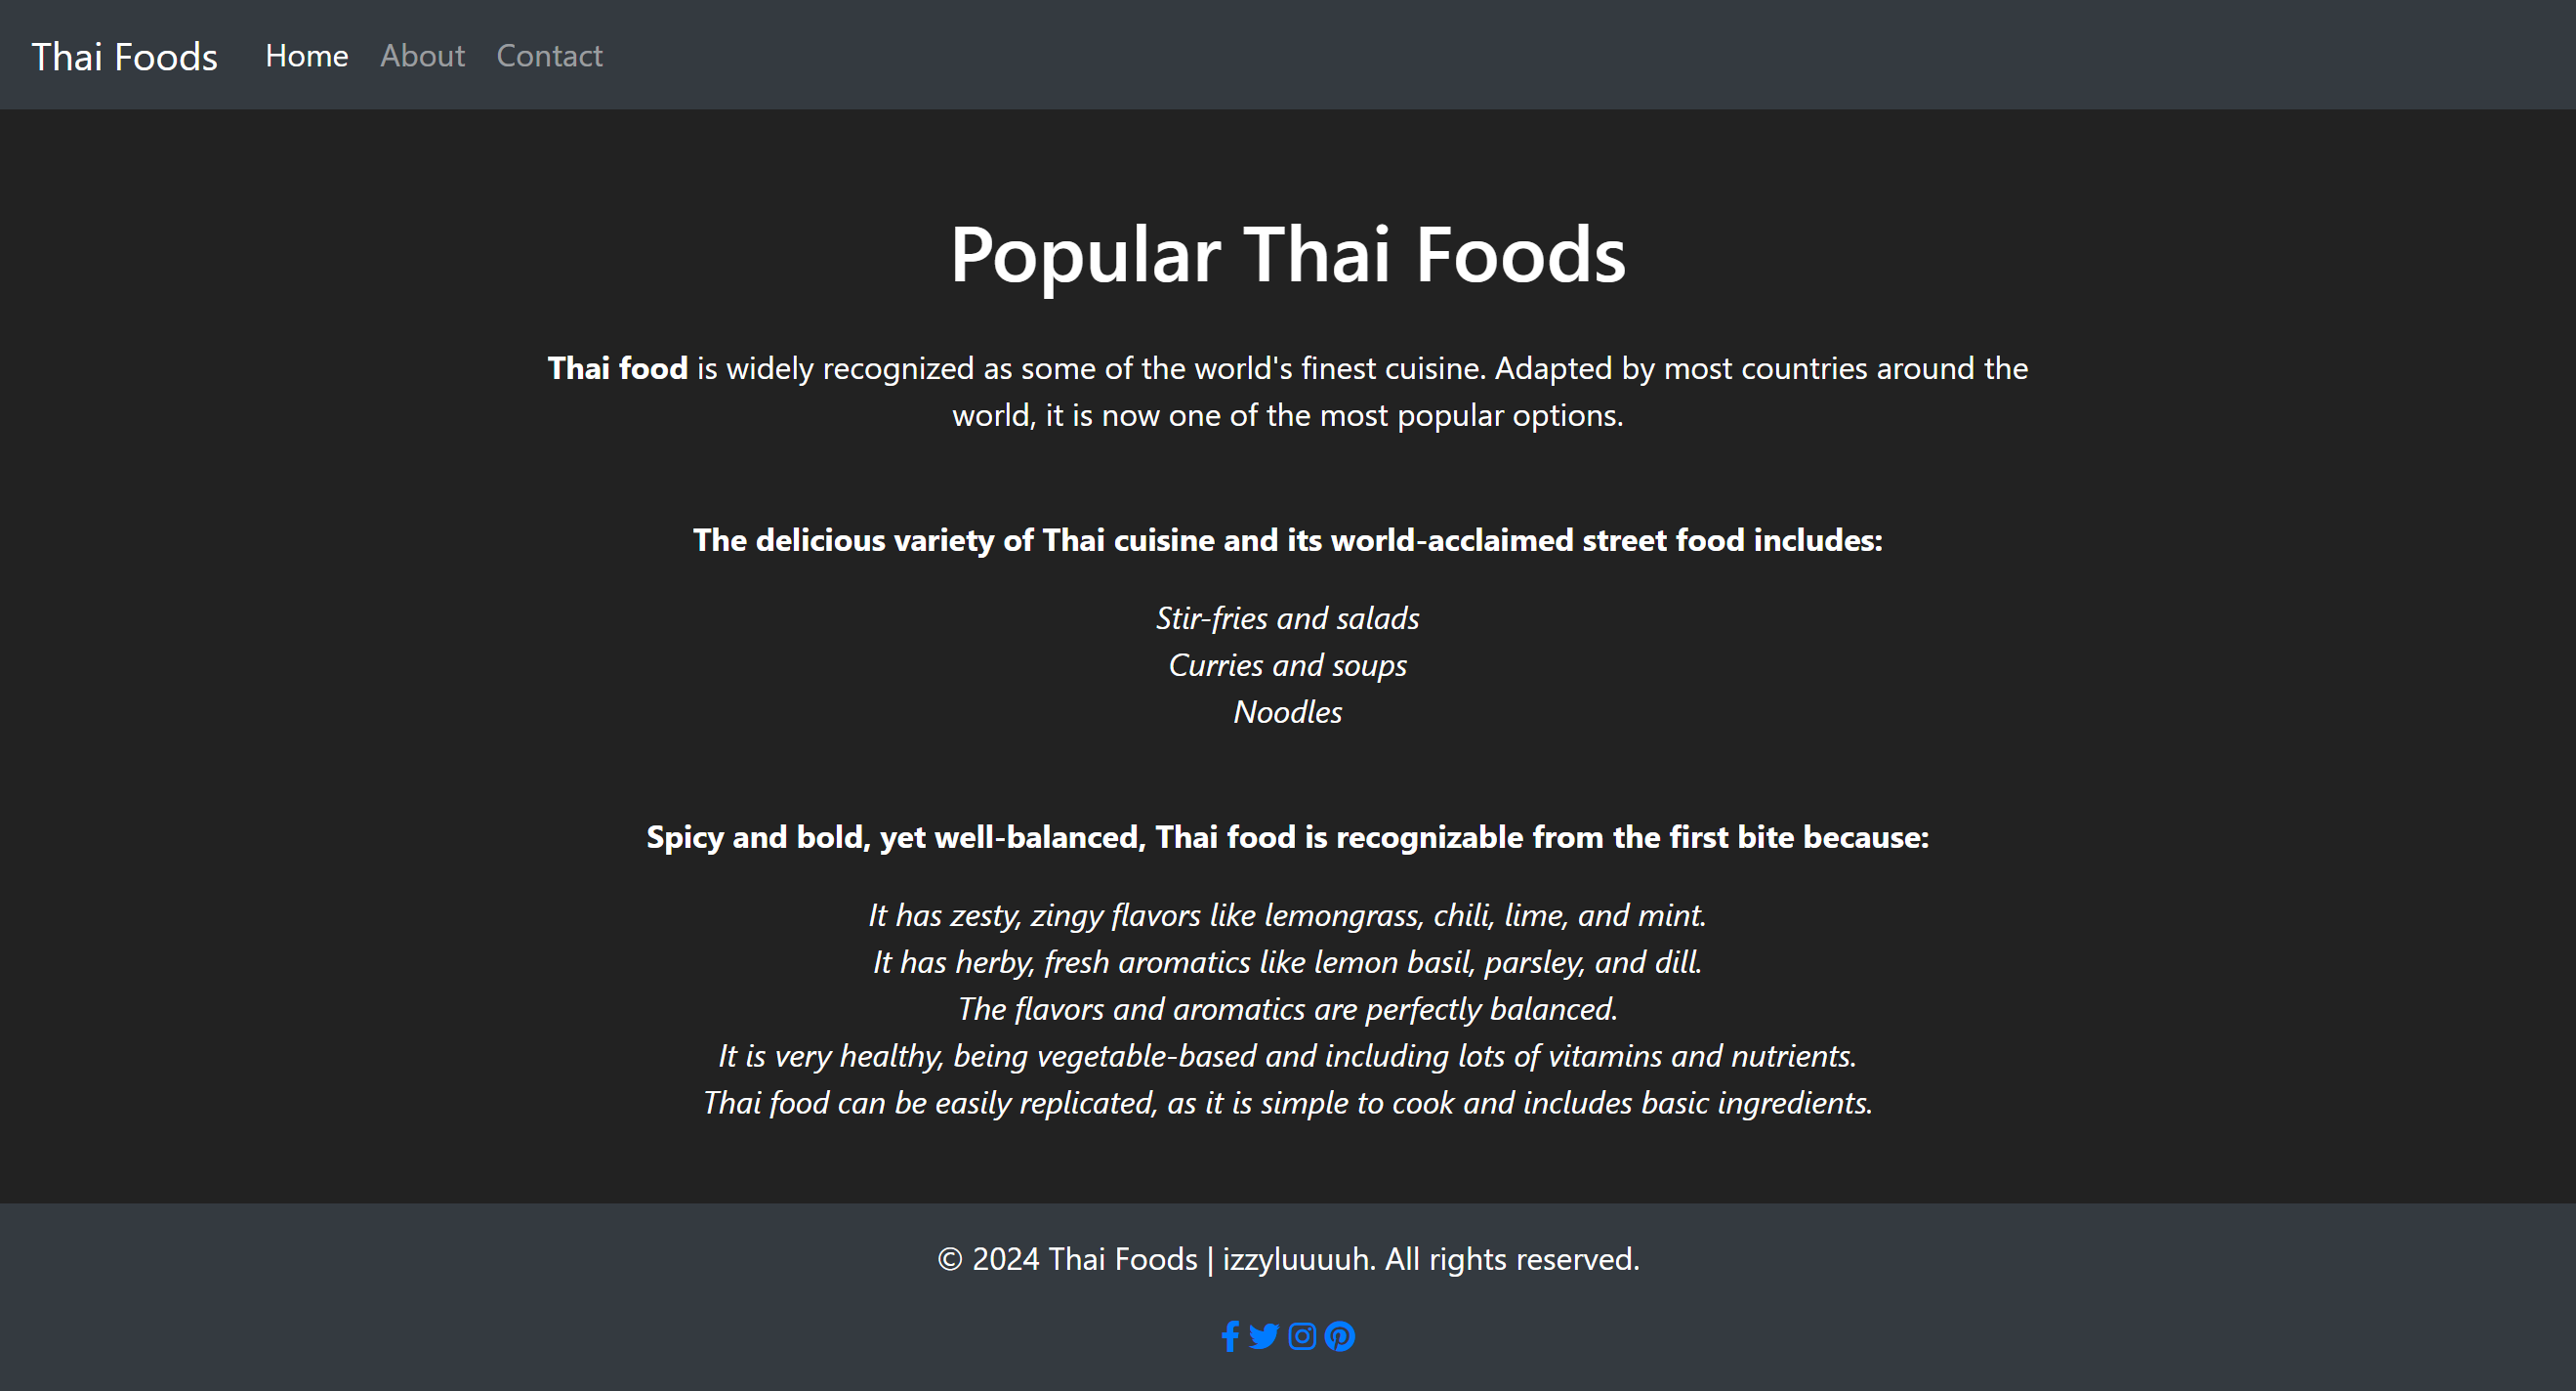 Thai Foods Home About Contact
Popular Thai Foods
Thai food is widely recognized as some of the world's finest cuisine. Adapted by most countries around the
world, it is now one of the most popular options.
The delicious variety of Thai cuisine and its world-acclaimed street food includes:
Stir-fries and salads
Curries and soups
Noodles
Spicy and bold, yet well-balanced, Thai food is recognizable from the first bite because:
It has zesty, zingy flavors like lemongrass, chili, lime, and mint.
It has herby, fresh aromatics like lemon basil, parsley, and dill.
The flavors and aromatics are perfectly balanced.
It is very healthy, being vegetable-based and including lots of vitamins and nutrients.
Thai food can be easily replicated, as it is simple to cook and includes basic ingredients.
© 2024 Thai Foods | izzyluuuuh. All rights reserved.